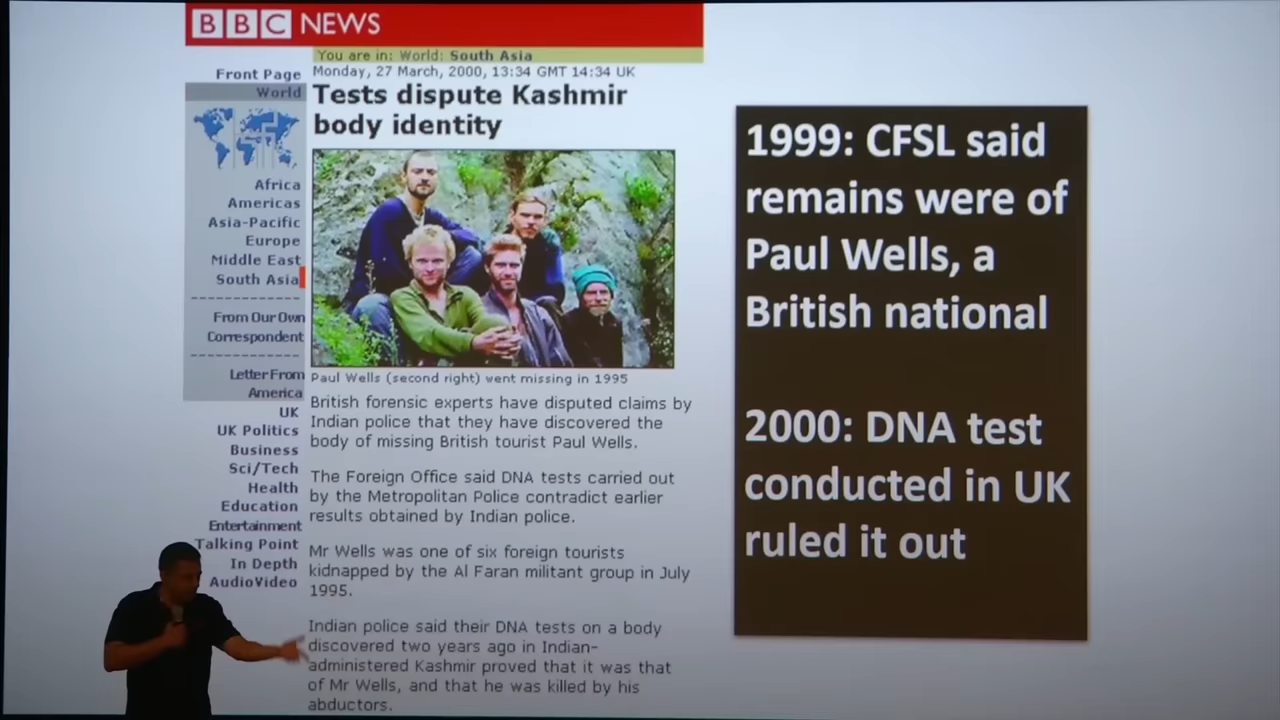 BBC NEWS
You are in: World: South Asia
Monday, 27 March, 2000, 13:34 GMT 14:34 UK
Front Page
World
Africa
Americas
Asia-Pacific
Europe
Middle East
South Asia
From Our Own
Correspondent
Letter From
America
UK
UK Politics
Business
Sci/Tech
Health
Education
Entertainment
Talking Point
In Depth
AudioVideo
Tests dispute Kashmir
body identity
Paul Wells (second right) went missing in 1995
British forensic experts have disputed claims by
Indian police that they have discovered the
body of missing British tourist Paul Wells.
The Foreign Office said DNA tests carried out
by the Metropolitan Police contradict earlier
results obtained by Indian police.
Mr Wells was one of six foreign tourists
kidnapped by the Al Faran militant group in July
1995.
Indian police said their DNA tests on a body
discovered two years ago in Indian-
administered Kashmir proved that it was that
of Mr Wells, and that he was killed by his
abductors.
1999: CFSL said
remains were of
Paul Wells, a
British national
2000: DNA test
conducted in UK
ruled it out